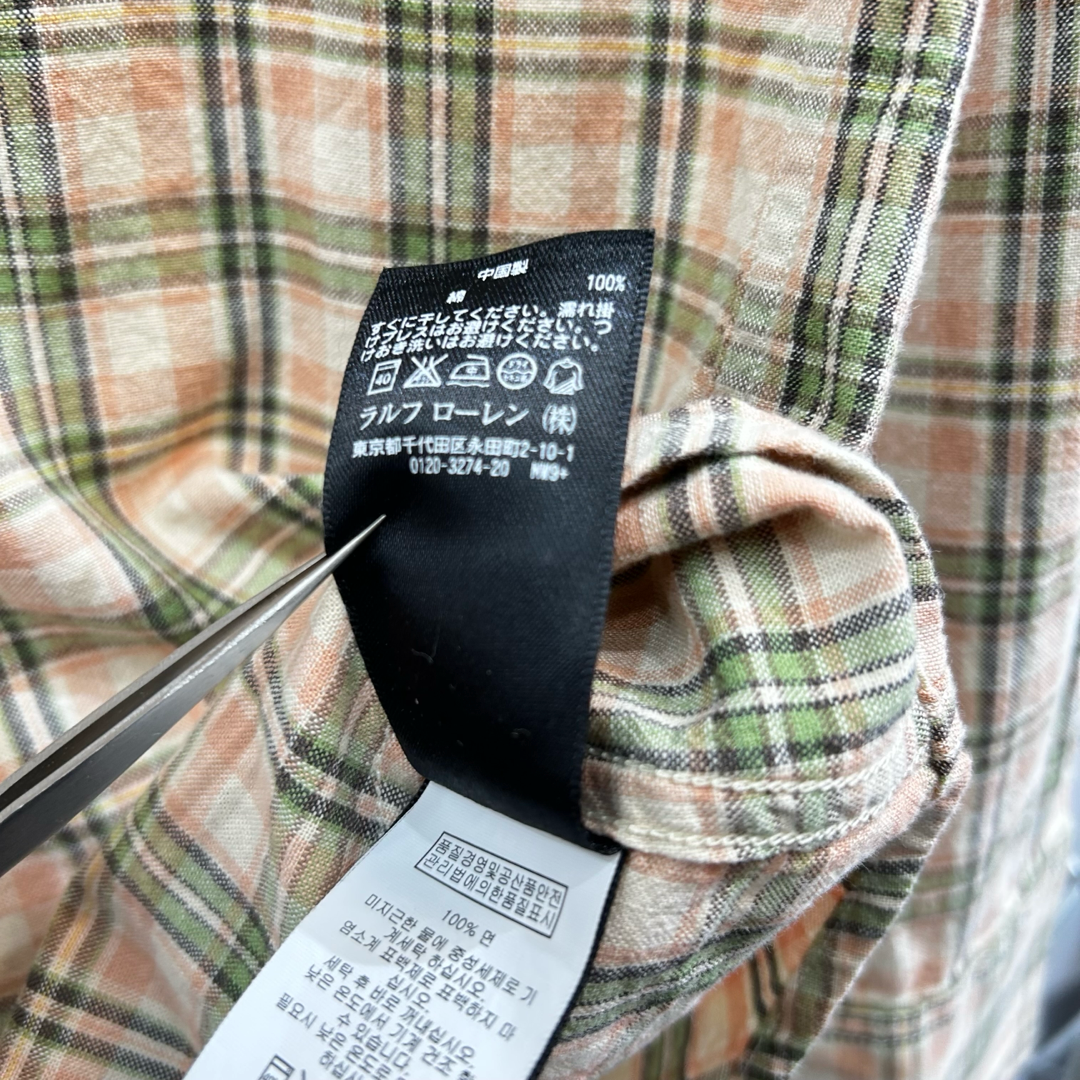 中国製
綿 100%
すぐに干してください。濡れ掛
けプレスはお避けください。つ
けおき洗いはお避けください。
40 中 ドライ
ラルフ ローレン (株)
東京都千代田区永田町2-10-1
0120-3274-20 MW9+
품질경영및공산품안전
관리법에의한품질표시
100% 면
미지근한 물에 중성세제로 기
계세탁 하십시오.
염소계 표백제로 표백하지 마
십시오.
세탁 후 바로 꺼내십시오.
낮은 온도에서 기계 건조 할
수 있습니다.
필요시 낮은 온도로
하십시